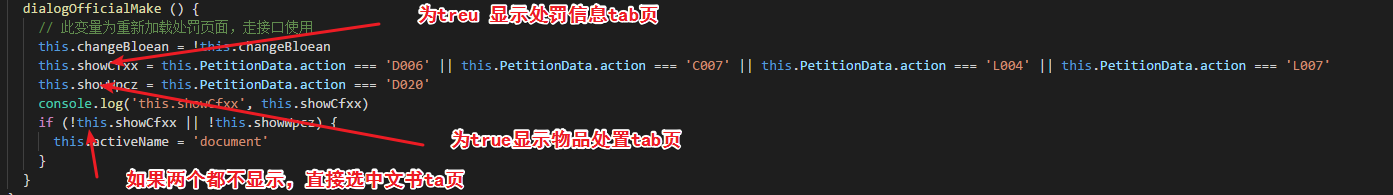 dialogOfficialMake () {
为treu 显示处罚信息tab页
// 此变量为重新加载处罚页面，走接口使用
this.changeBloean = !this.changeBloean
this.showCfxx = this.PetitionData.action === 'D006' || this.PetitionData.action === 'C007' || this.PetitionData.action === 'L004' || this.PetitionData.action === 'L007'
this.showWpcz = this.PetitionData.action === 'D020'
console.log('this.showCfxx', this.showCfxx)
if (!this.showCfxx || !this.showWpcz) {
this.activeName = 'document'
为true显示物品处置tab页
}
}
如果两个都不显示，直接选中文书ta页